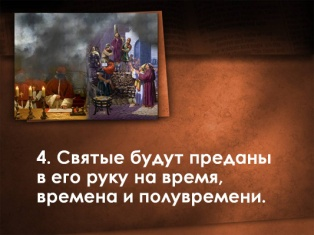 4. Святые будут преданы
в его руку на время,
времена и полувремени.